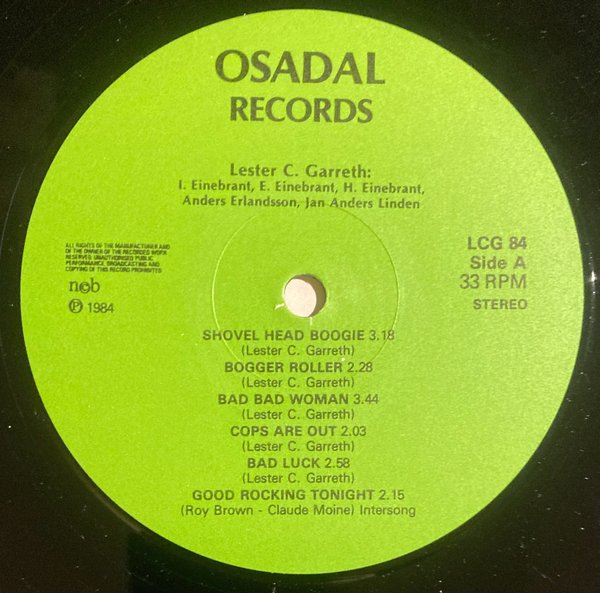 OSADAL
RECORDS
Lester C. Garreth:
I. Einebrant, E. Einebrant, H. Einebrant,
Anders Erlandsson, Jan Anders Linden
ALL RIGHTS OF THE MANUFACTURER AND
OF THE OWNER OF THE RECORDED WORK
RESERVED. UNAUTHORISED PUBLIC
PERFORMANCE, BROADCASTING AND
COPYING OF THIS RECORD PROHIBITED
ncb
Ⓟ 1984
LCG 84
Side A
33 RPM
STEREO
SHOVEL HEAD BOOGIE 3.18
(Lester C. Garreth)
BOGGER ROLLER 2.28
(Lester C. Garreth)
BAD BAD WOMAN 3.44
(Lester C. Garreth)
COPS ARE OUT 2.03
(Lester C. Garreth)
BAD LUCK 2.58
(Lester C. Garreth)
GOOD ROCKING TONIGHT 2.15
(Roy Brown - Claude Moine) Intersong